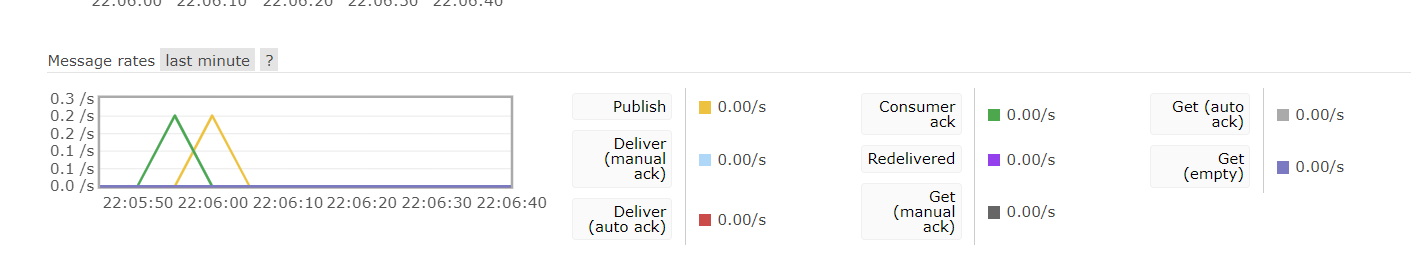 22:06:00 22:06:10 22:06:20 22:06:30 22:06:40
Message rates last minute ?
0.3 /s
0.2 /s
0.2 /s
0.1 /s
0.1 /s
0.0 /s
22:05:50 22:06:00 22:06:10 22:06:20 22:06:30 22:06:40
Publish 0.00/s
Deliver
(manual
ack) 0.00/s
Deliver
(auto ack) 0.00/s
Consumer
ack 0.00/s
Redelivered 0.00/s
Get
(manual
ack) 0.00/s
Get (auto
ack) 0.00/s
Get
(empty) 0.00/s